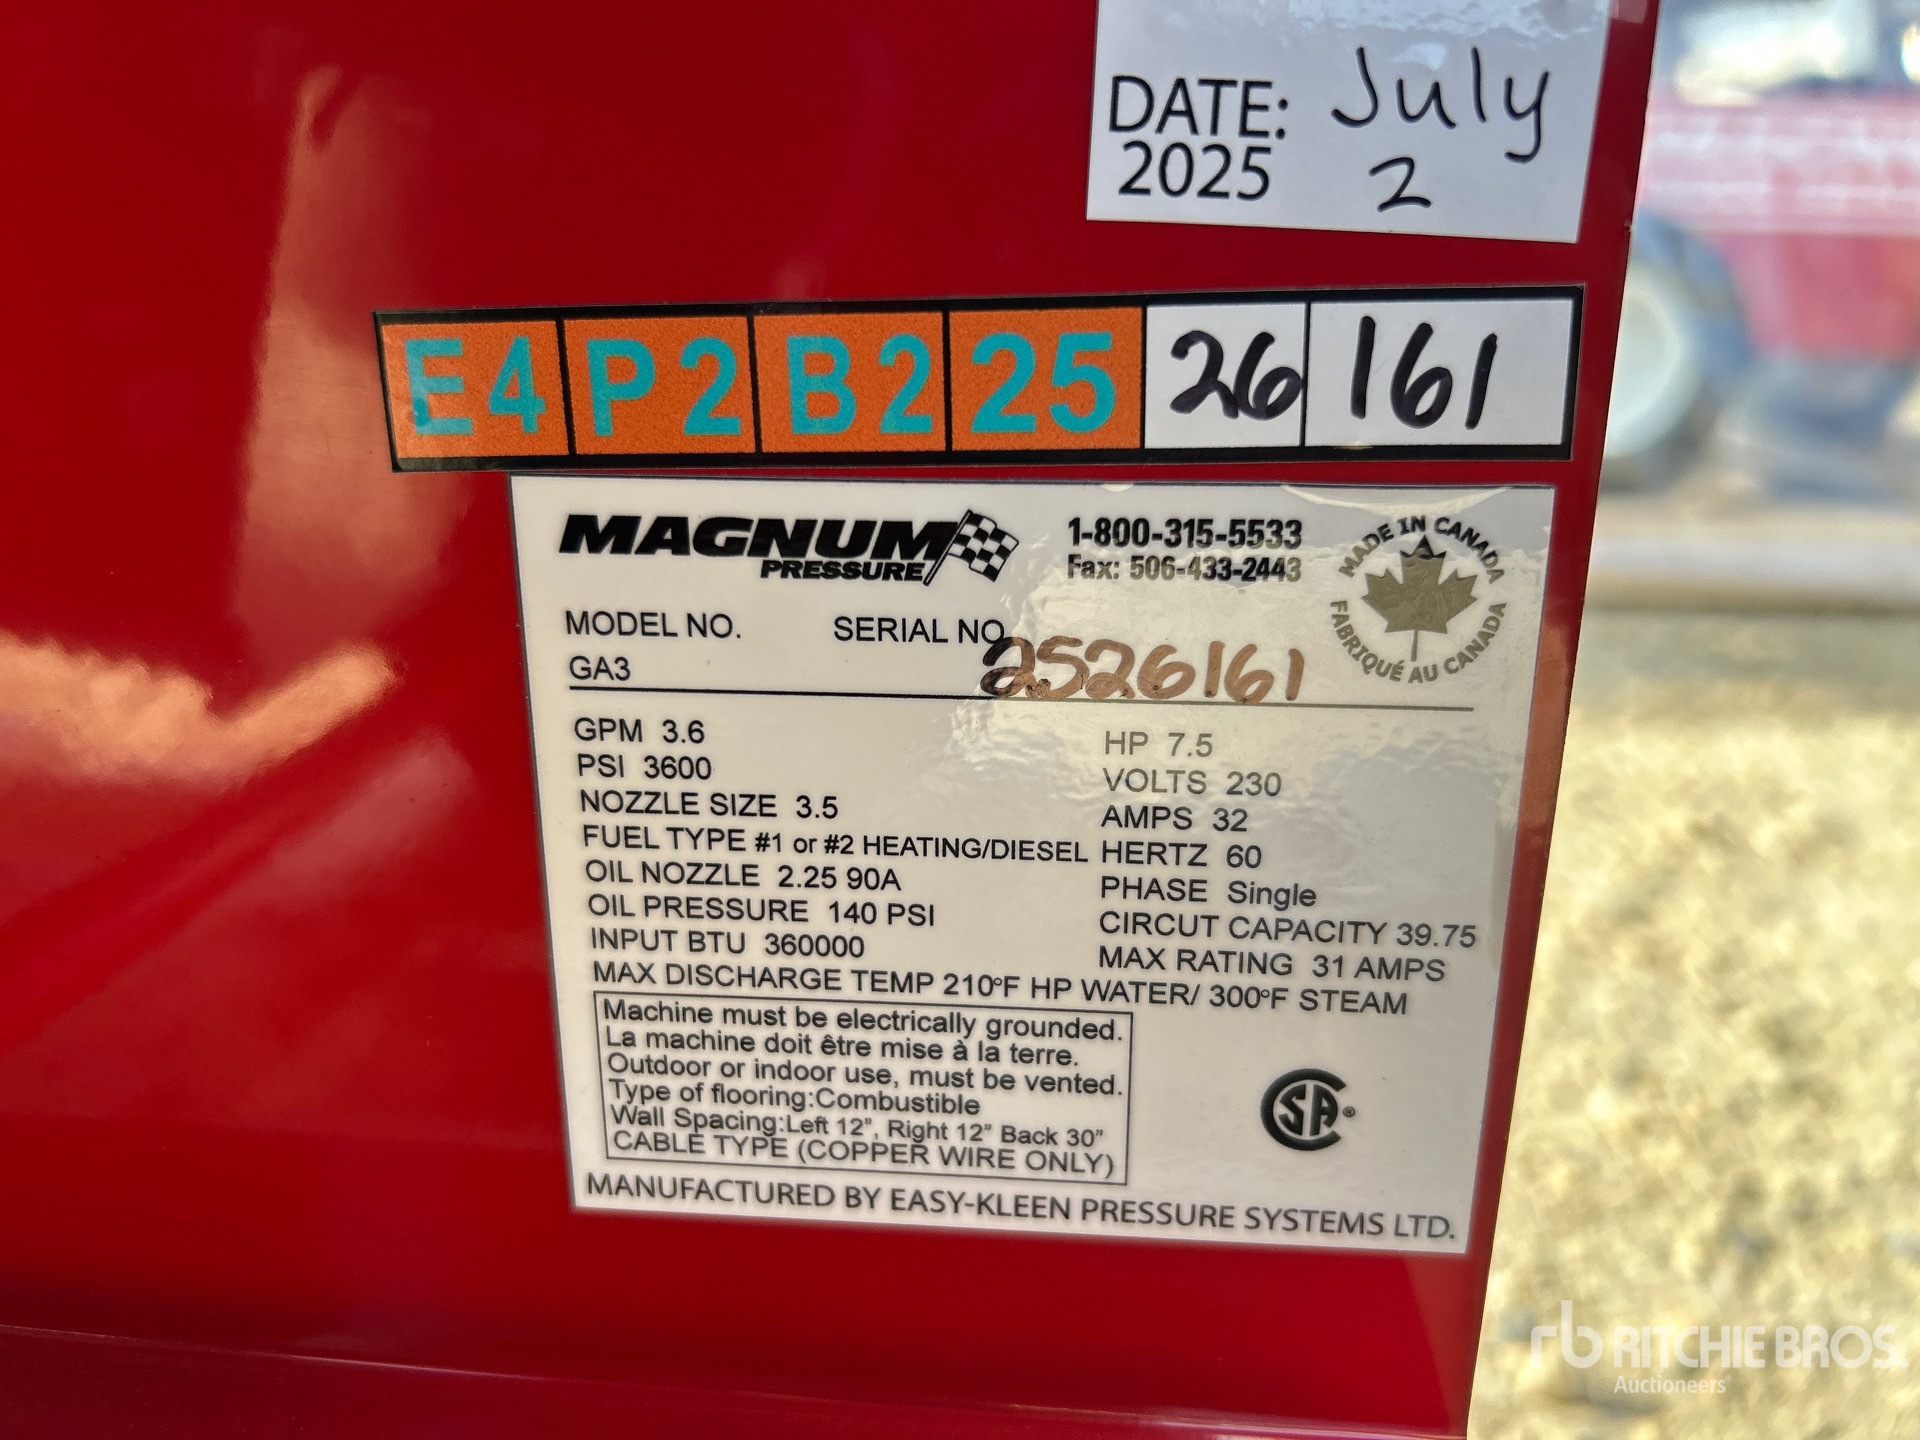 DATE: July
2025 2
E4 P2 B2 25 26 161
MAGNUM
PRESSURE
1-800-315-5533
Fax: 506-433-2443
MADE IN CANADA
FABRIQUÉ AU CANADA
MODEL NO. SERIAL NO
GA3 2526161
GPM 3.6
PSI 3600
NOZZLE SIZE 3.5
FUEL TYPE #1 or #2 HEATING/DIESEL
OIL NOZZLE 2.25 90A
OIL PRESSURE 140 PSI
INPUT BTU 360000
HP 7.5
VOLTS 230
AMPS 32
HERTZ 60
PHASE Single
CIRCUT CAPACITY 39.75
MAX RATING 31 AMPS
MAX DISCHARGE TEMP 210°F HP WATER/ 300°F STEAM
Machine must be electrically grounded.
La machine doit être mise à la terre.
Outdoor or indoor use, must be vented.
Type of flooring:Combustible
Wall Spacing:Left 12", Right 12" Back 30"
CABLE TYPE (COPPER WIRE ONLY)
SA®
MANUFACTURED BY EASY-KLEEN PRESSURE SYSTEMS LTD.
rb RITCHIE BROS.
Auctioneers